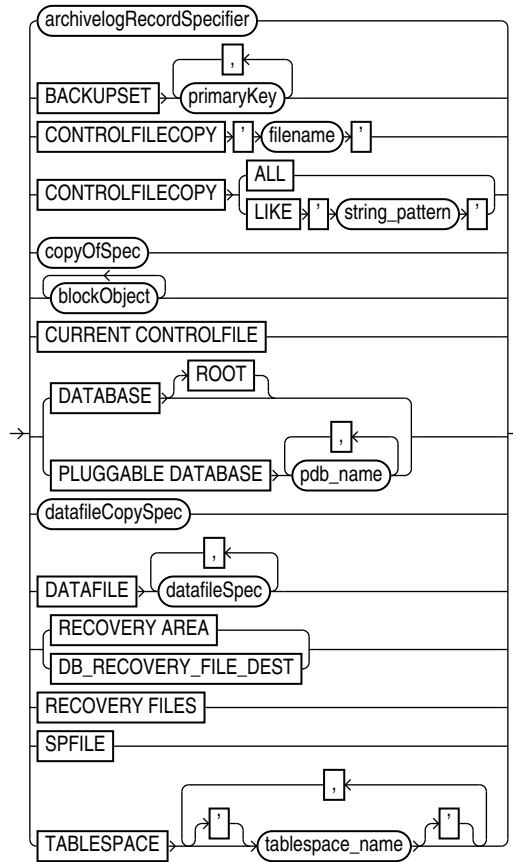 archivelogRecordSpecifier
,
BACKUPSET primaryKey
CONTROLFILECOPY ' filename '
ALL
CONTROLFILECOPY
LIKE ' string_pattern '
copyOfSpec
blockObject
CURRENT CONTROLFILE
ROOT
DATABASE
,
PLUGGABLE DATABASE pdb_name
datafileCopySpec
,
DATAFILE datafileSpec
RECOVERY AREA
DB_RECOVERY_FILE_DEST
RECOVERY FILES
SPFILE
,
' '
TABLESPACE tablespace_name